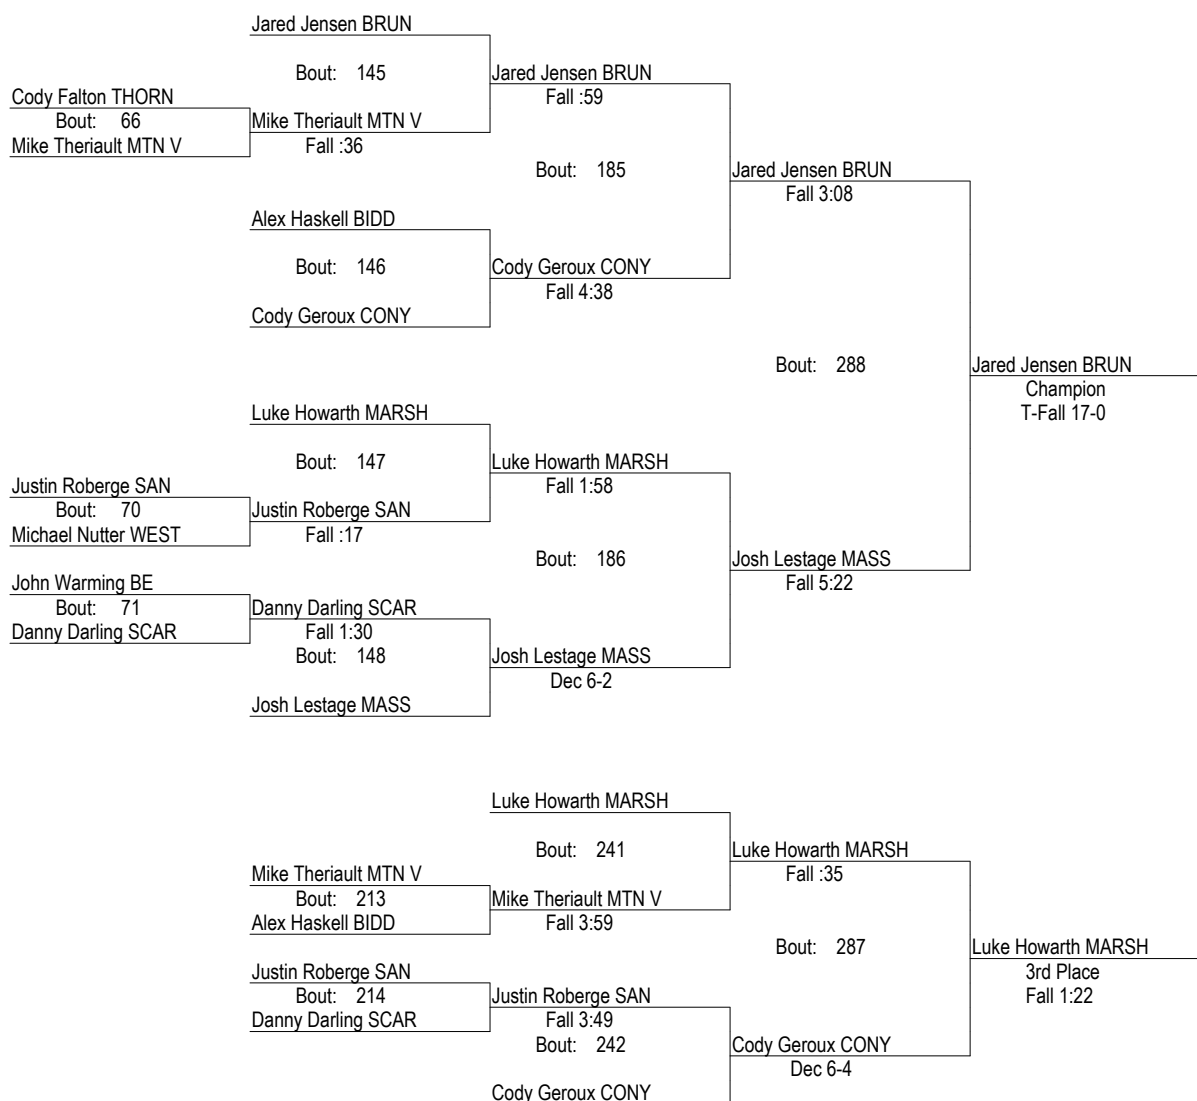 Jared Jensen BRUN
Bout: 145
Jared Jensen BRUN
Cody Falton THORN
Fall :59
Bout: 66
Mike Theriault MTN V
Mike Theriault MTN V
Fall :36
Bout: 185
Jared Jensen BRUN
Fall 3:08
Alex Haskell BIDD
Bout: 146
Cody Geroux CONY
Fall 4:38
Cody Geroux CONY
Bout: 288
Jared Jensen BRUN
Champion
T-Fall 17-0
Luke Howarth MARSH
Bout: 147
Luke Howarth MARSH
Fall 1:58
Justin Roberge SAN
Bout: 70
Justin Roberge SAN
Michael Nutter WEST
Fall :17
Bout: 186
Josh Lestage MASS
Fall 5:22
John Warming BE
Bout: 71
Danny Darling SCAR
Danny Darling SCAR
Fall 1:30
Bout: 148
Josh Lestage MASS
Dec 6-2
Josh Lestage MASS
Luke Howarth MARSH
Bout: 241
Luke Howarth MARSH
Fall :35
Mike Theriault MTN V
Bout: 213
Mike Theriault MTN V
Alex Haskell BIDD
Fall 3:59
Bout: 287
Luke Howarth MARSH
3rd Place
Fall 1:22
Justin Roberge SAN
Bout: 214
Justin Roberge SAN
Danny Darling SCAR
Fall 3:49
Bout: 242
Cody Geroux CONY
Dec 6-4
Cody Geroux CONY